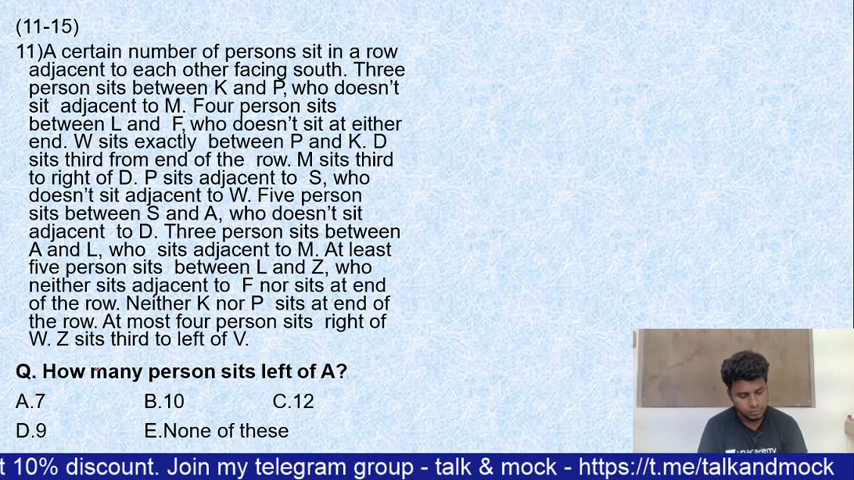 (11-15)
11)A certain number of persons sit in a row
adjacent to each other facing south. Three
person sits between K and P, who doesn't
sit adjacent to M. Four person sits
between L and F, who doesn't sit at either
end. W sits exactly between P and K. D
sits third from end of the row. M sits third
to right of D. P sits adjacent to S, who
doesn't sit adjacent to W. Five person
sits between S and A, who doesn't sit
adjacent to D. Three person sits between
A and L, who sits adjacent to M. At least
five person sits between L and Z, who
neither sits adjacent to F nor sits at end
of the row. Neither K nor P sits at end of
the row. At most four person sits right of
W. Z sits third to left of V.
Q. How many person sits left of A?
A.7 B.10 C.12
D.9 E.None of these
t 10% discount. Join my telegram group - talk & mock - https://t.me/talkandmock